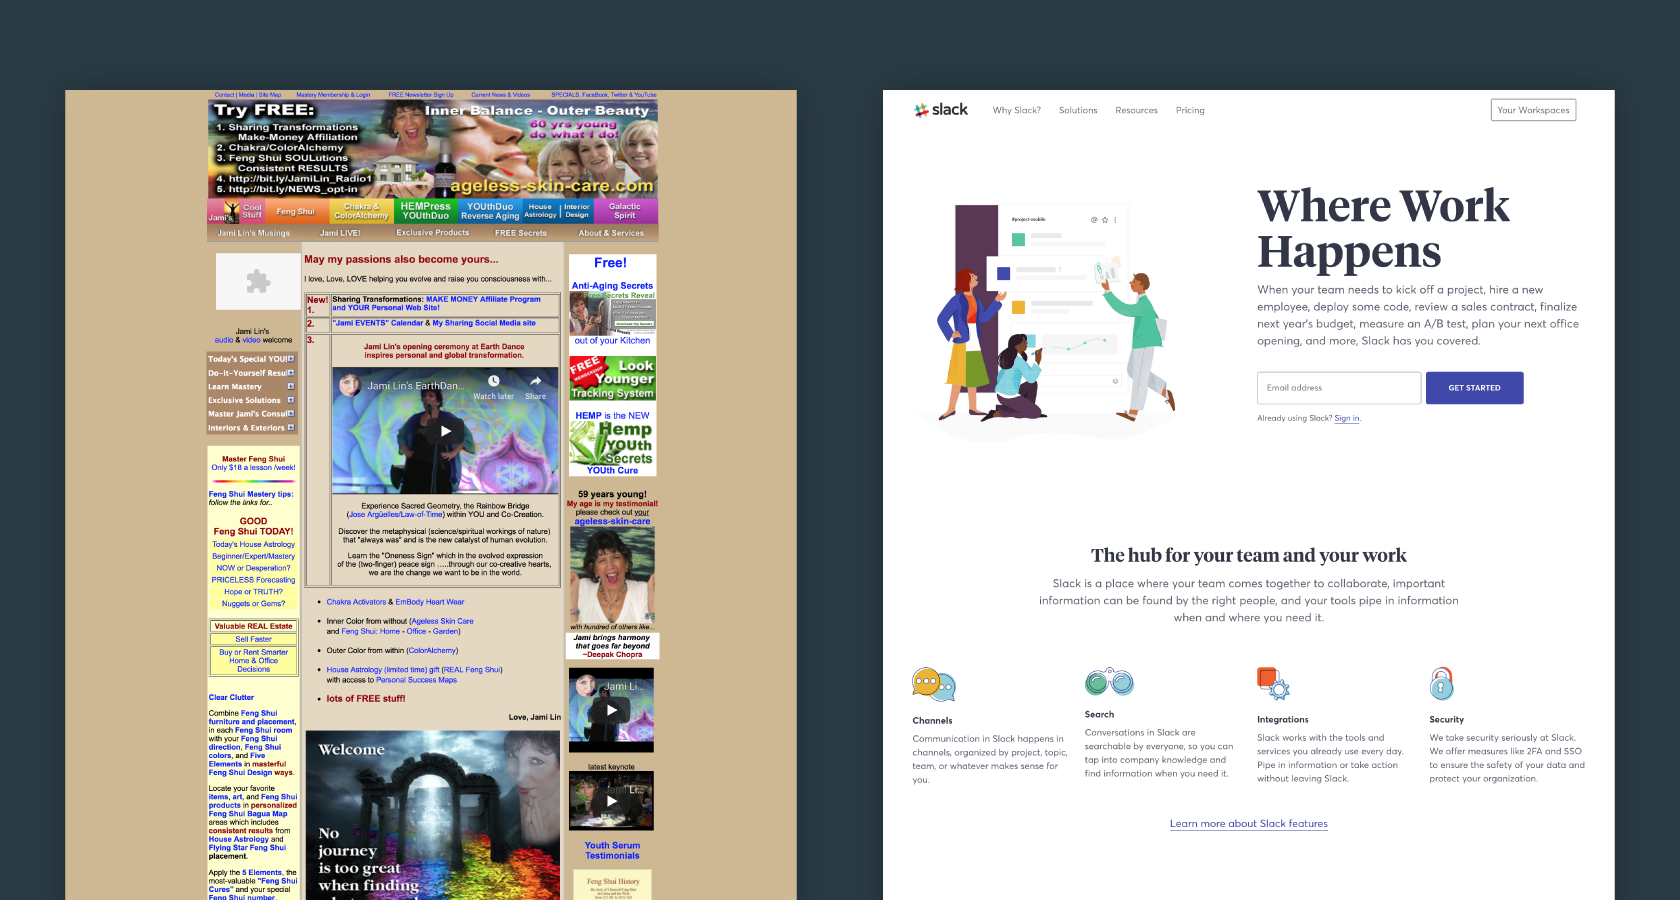 Contact | Media | Site Map
Mastery Membership & Login
FREE Newsletter Sign Up
Current News & Videos
SPECIALS, FaceBook, Twitter & YouTube
Try FREE:
1. Sharing Transformations
Make-Money Affiliation
2. Chakra/ColorAlchemy
3. Feng Shui SOULutions
Consistent RESULTS
4. http://bit.ly/JamiLin_Radio1
5. http://bit.ly/NEWS_opt-in
Inner Balance - Outer Beauty
60 yrs young
do what I do!
ageless-skin-care.com
Jami's Cool Stuff
Feng Shui
Chakra & ColorAlchemy
HEMPress YOUthDuo
YOUthDuo Reverse Aging
House Astrology
Interior Design
Galactic Spirit
Jami Lin's Musings
Jami LIVE!
Exclusive Products
FREE Secrets
About & Services
Jami Lin's
audio & video welcome
Today's Special YOU!
Do-it-Yourself Resul
Learn Mastery
Exclusive Solutions
Master Jami's Consul
Interiors & Exteriors
Master Feng Shui
Only $18 a lesson /week!
Feng Shui Mastery tips:
follow the links for..
GOOD
Feng Shui TODAY!
Today's House Astrology
Beginner/Expert/Mastery
NOW or Desperation?
PRICELESS Forecasting
Hope or TRUTH?
Nuggets or Gems?
Valuable REAL Estate
Sell Faster
Buy or Rent Smarter
Home & Office
Decisions
Clear Clutter
Combine Feng Shui
furniture and placement,
in each Feng Shui room
with your Feng Shui
direction, Feng Shui
colors, and Five
Elements in masterful
Feng Shui Design ways.
Locate your favorite
items, art, and Feng Shui
products in personalized
Feng Shui Bagua Map
areas which includes
consistent results from
House Astrology and
Flying Star Feng Shui
placement.
Apply the 5 Elements, the
most-valuable "Feng Shui
Cures" and your special
Feng Shui number.
May my passions also become yours...
I love, Love, LOVE helping you evolve and raise you consciousness with...
New!
1.
Sharing Transformations: MAKE MONEY Affiliate Program
and YOUR Personal Web Site!
2.
"Jami EVENTS" Calendar & My Sharing Social Media site
3.
Jami Lin's opening ceremony at Earth Dance
inspires personal and global transformation.
Jami Lin's EarthDan...
Watch later
Share
Experience Sacred Geometry, the Rainbow Bridge
(Jose Argüelles/Law-of-Time) within YOU and Co-Creation.
Discover the metaphysical (science/spiritual workings of nature)
that "always was" and is the new catalyst of human evolution.
Learn the "Oneness Sign" which in the evolved expression
of the (two-finger) peace sign .....through our co-creative hearts,
we are the change we want to be in the world.
• Chakra Activators & EmBody Heart Wear
• Inner Color from without (Ageless Skin Care
and Feng Shui: Home - Office - Garden)
• Outer Color from within (ColorAlchemy)
• House Astrology (limited time) gift (REAL Feng Shui)
with access to Personal Success Maps
• lots of FREE stuff!
Love, Jami Lin
Welcome
No
journey
is too great
when finding
Free!
Anti-Aging Secrets
Free Secrets Reveal
out of your Kitchen
FREE
MEMBERSHIP
Look
Younger
Tracking System
HEMP is the NEW
Hemp
YOUth
Secrets
YOUth Cure
59 years young!
My age is my testimonial!
please check out your
ageless-skin-care
with hundred of others like...
Jami brings harmony
that goes far beyond
~Deepak Chopra
Jami Li...
latest keynote
Jami Li...
Youth Serum
Testimonials
Feng Shui History
slack
Why Slack?
Solutions
Resources
Pricing
Your Workspaces
#project-mobile
Where Work
Happens
When your team needs to kick off a project, hire a new
employee, deploy some code, review a sales contract, finalize
next year's budget, measure an A/B test, plan your next office
opening, and more, Slack has you covered.
Email address
GET STARTED
Already using Slack? Sign in.
The hub for your team and your work
Slack is a place where your team comes together to collaborate, important
information can be found by the right people, and your tools pipe in information
when and where you need it.
Channels
Communication in Slack happens in
channels, organized by project, topic,
team, or whatever makes sense for
you.
Search
Conversations in Slack are
searchable by everyone, so you can
tap into company knowledge and
find information when you need it.
Integrations
Slack works with the tools and
services you already use every day.
Pipe in information or take action
without leaving Slack.
Security
We take security seriously at Slack.
We offer measures like 2FA and SSO
to ensure the safety of your data and
protect your organization.
Learn more about Slack features